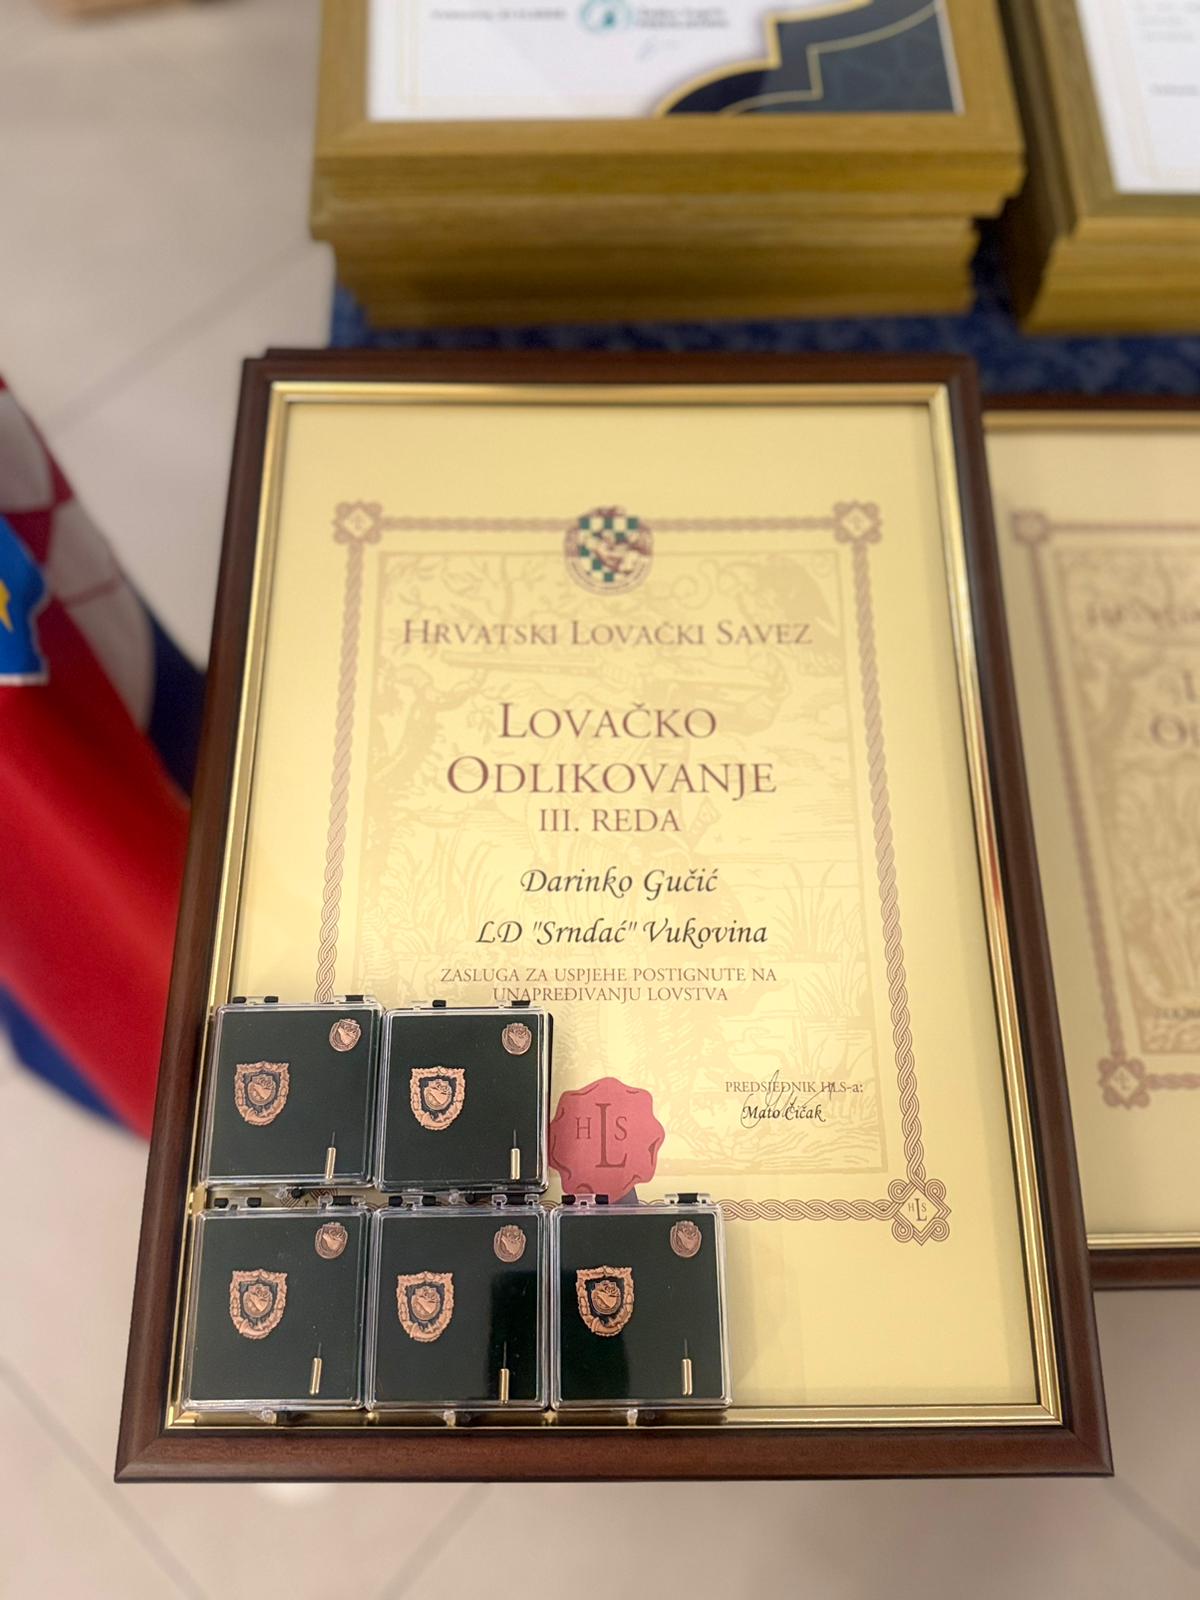 HRVATSKI LOVAČKI SAVEZ
LOVAČKO
ODLIKOVANJE
III. REDA
Darinko Gučić
LD "Srndać" Vukovina
ZASLUGA ZA USPJEHE POSTIGNUTE NA
UNAPREĐIVANJU LOVSTVA
PREDSJEDNIK HLS-a:
Mato Čičak
HLS
HLS